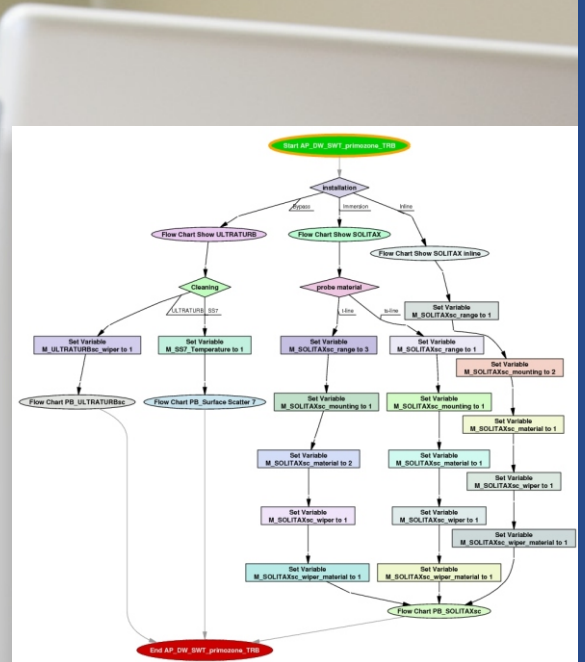 Start AP_DW_SWT_primozone_TRB
Installation
Bypass
Immersion
Inline
Flow Chart Show ULTRATURB
Flow Chart Show SOLITAX
Flow Chart Show SOLITAX inline
Cleaning
probe material
ULTRATURB
SS7
t-line
ts-line
Set Variable
M_SOLITAXsc_range to 1
Set Variable
M_ULTRATURBsc_wiper to 1
Set Variable
M_SS7_Temperature to 1
Set Variable
M_SOLITAXsc_range to 3
Set Variable
M_SOLITAXsc_range to 1
Set Variable
M_SOLITAXsc_mounting to 2
Flow Chart PB_ULTRATURBsc
Flow Chart PB_Surface Scatter 7
Set Variable
M_SOLITAXsc_mounting to 1
Set Variable
M_SOLITAXsc_mounting to 1
Set Variable
M_SOLITAXsc_material to 1
Set Variable
M_SOLITAXsc_material to 2
Set Variable
M_SOLITAXsc_material to 1
Set Variable
M_SOLITAXsc_wiper to 1
Set Variable
M_SOLITAXsc_wiper to 1
Set Variable
M_SOLITAXsc_wiper to 1
Set Variable
M_SOLITAXsc_wiper_material to 1
Set Variable
M_SOLITAXsc_wiper_material to 1
Set Variable
M_SOLITAXsc_wiper_material to 1
Flow Chart PB_SOLITAXsc
End AP_DW_SWT_primozone_TRB